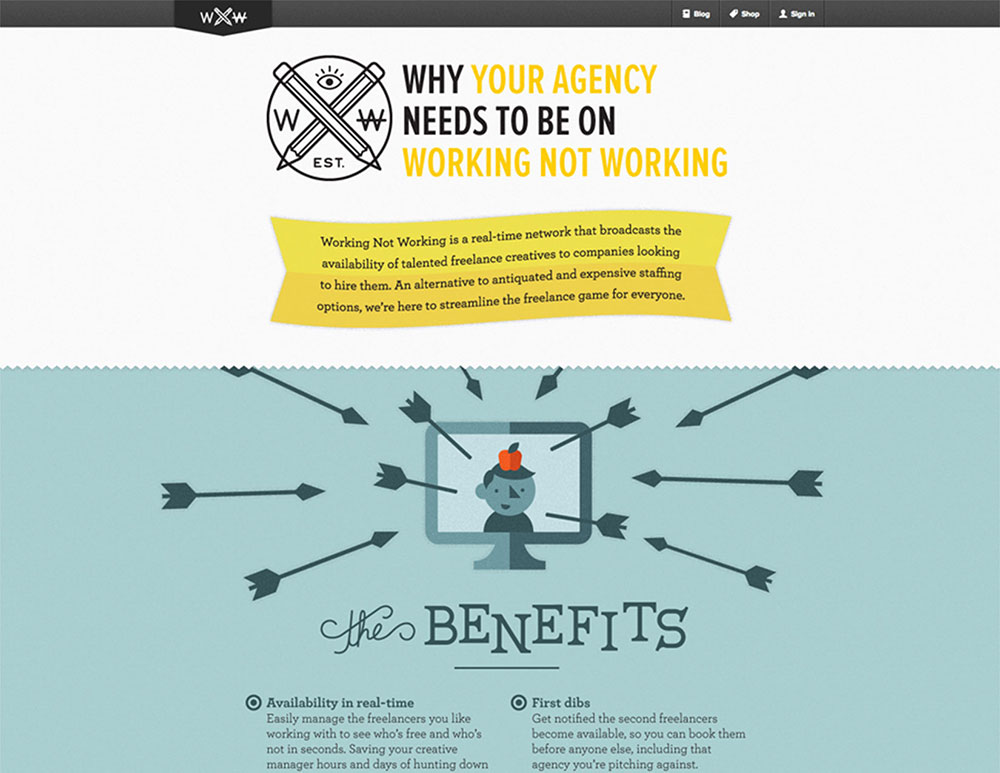 W W
Blog
Shop
Sign in
W W
EST.
WHY YOUR AGENCY
NEEDS TO BE ON
WORKING NOT WORKING
Working Not Working is a real-time network that broadcasts the
availability of talented freelance creatives to companies looking
to hire them. An alternative to antiquated and expensive staffing
options, we're here to streamline the freelance game for everyone.
the BENEFITS
Availability in real-time
Easily manage the freelancers you like
working with to see who's free and who's
not in seconds. Saving your creative
manager hours and days of hunting down
First dibs
Get notified the second freelancers
become available, so you can book them
before anyone else, including that
agency you're pitching against.